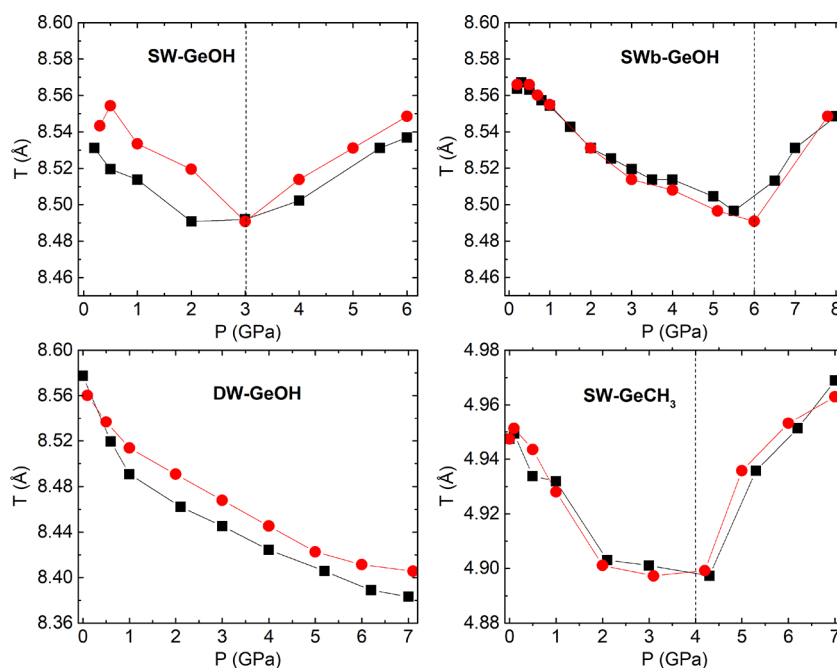 8.60
8.58
8.56
8.54
8.52
8.50
8.48
8.46
T (Å)
SW-GeOH
0 1 2 3 4 5 6
P (GPa)
8.60
8.58
8.56
8.54
8.52
8.50
8.48
8.46
T (Å)
SWb-GeOH
0 1 2 3 4 5 6 7 8
P (GPa)
8.60
8.56
8.52
8.48
8.44
8.40
8.36
T (Å)
DW-GeOH
0 1 2 3 4 5 6 7
P (GPa)
4.98
4.96
4.94
4.92
4.90
4.88
T (Å)
SW-GeCH₃
0 1 2 3 4 5 6 7
P (GPa)